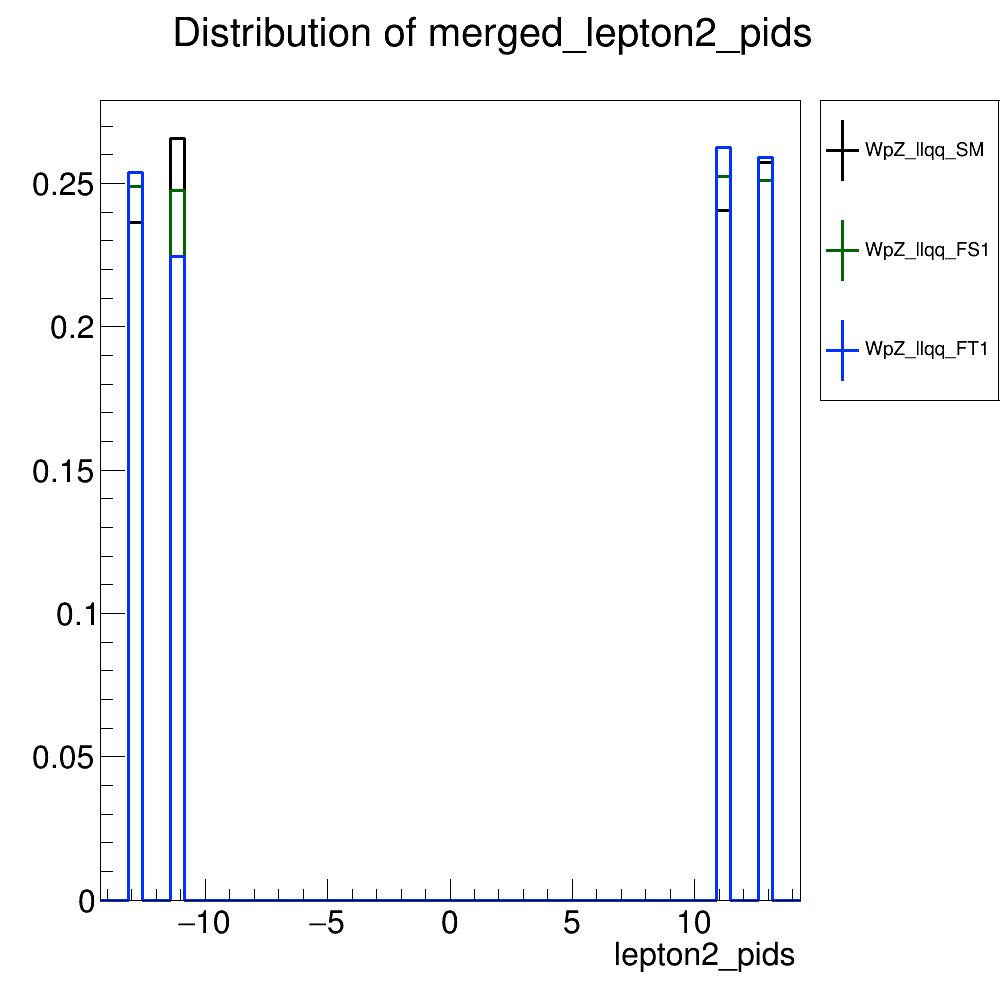 Distribution of merged_lepton2_pids
WpZ_llqq_SM
WpZ_llqq_FS1
WpZ_llqq_FT1
0.25
0.2
0.15
0.1
0.05
0
−10 −5 0 5 10
lepton2_pids